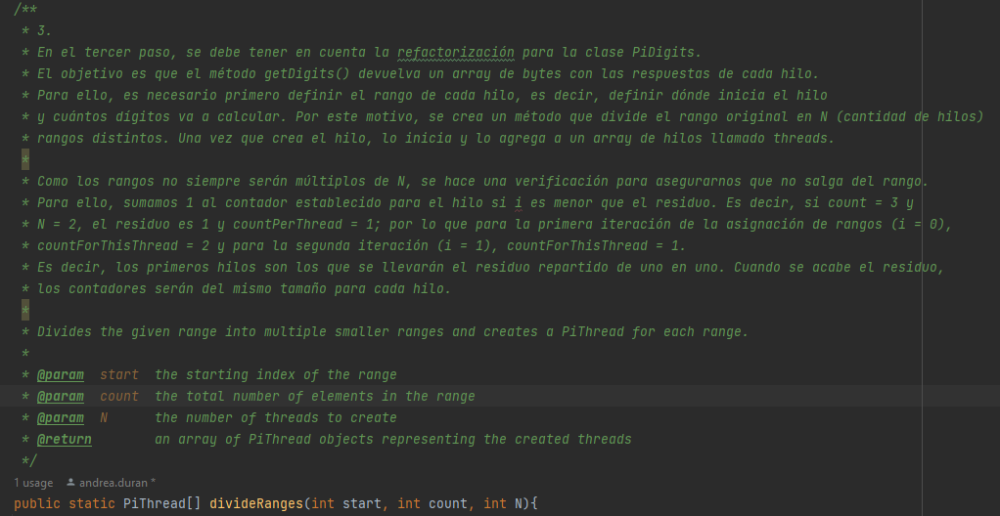 /**
* 3.
* En el tercer paso, se debe tener en cuenta la refactorización para la clase PiDigits.
* El objetivo es que el método getDigits() devuelva un array de bytes con las respuestas de cada hilo.
* Para ello, es necesario primero definir el rango de cada hilo, es decir, definir dónde inicia el hilo
* y cuántos dígitos va a calcular. Por este motivo, se crea un método que divide el rango original en N (cantidad de hilos)
* rangos distintos. Una vez que crea el hilo, lo inicia y lo agrega a un array de hilos llamado threads.
*
* Como los rangos no siempre serán múltiplos de N, se hace una verificación para asegurarnos que no salga del rango.
* Para ello, sumamos 1 al contador establecido para el hilo si i es menor que el residuo. Es decir, si count = 3 y
* N = 2, el residuo es 1 y countPerThread = 1; por lo que para la primera iteración de la asignación de rangos (i = 0),
* countForThisThread = 2 y para la segunda iteración (i = 1), countForThisThread = 1.
* Es decir, los primeros hilos son los que se llevarán el residuo repartido de uno en uno. Cuando se acabe el residuo,
* los contadores serán del mismo tamaño para cada hilo.
*
* Divides the given range into multiple smaller ranges and creates a PiThread for each range.
*
* @param start the starting index of the range
* @param count the total number of elements in the range
* @param N the number of threads to create
* @return an array of PiThread objects representing the created threads
*/
1 usage andrea.duran *
public static PiThread[] divideRanges(int start, int count, int N){